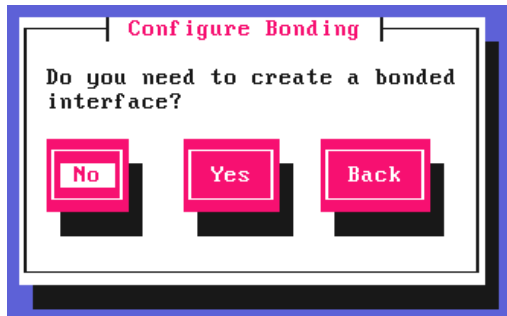 Configure Bonding
Do you need to create a bonded
interface?
No Yes Back